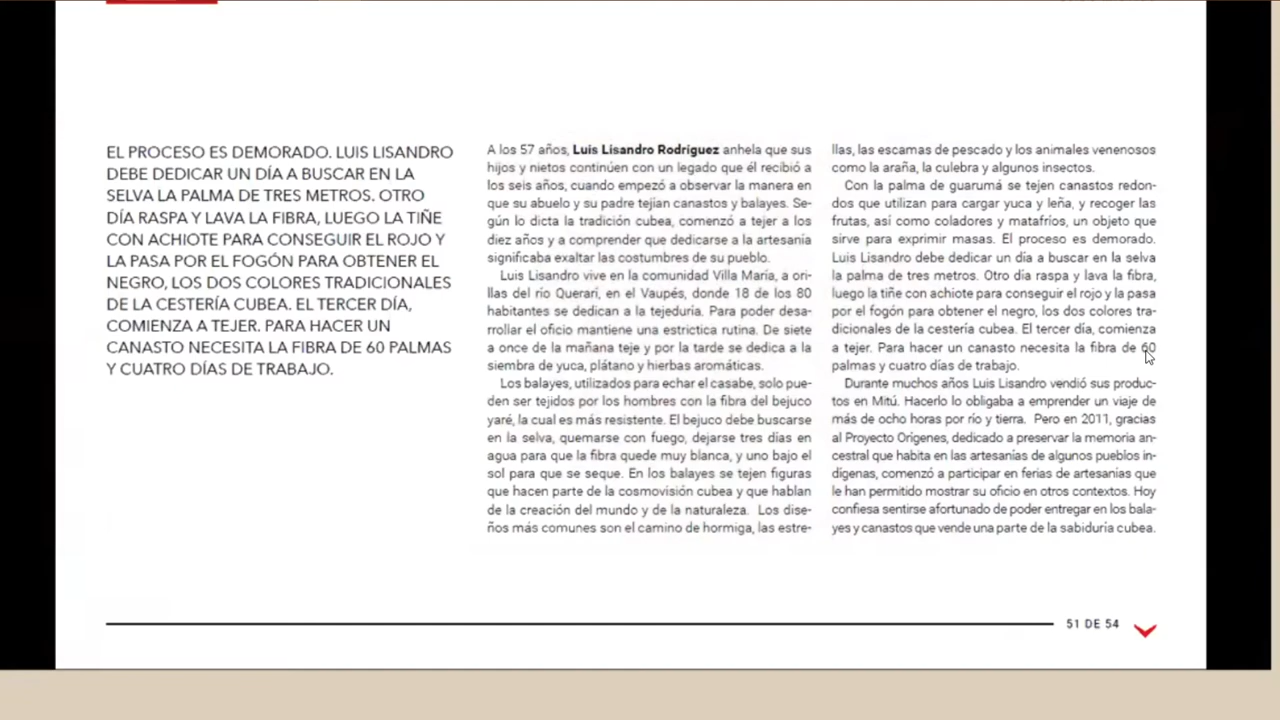 EL PROCESO ES DEMORADO. LUIS LISANDRO
DEBE DEDICAR UN DÍA A BUSCAR EN LA
SELVA LA PALMA DE TRES METROS. OTRO
DÍA RASPA Y LAVA LA FIBRA, LUEGO LA TIÑE
CON ACHIOTE PARA CONSEGUIR EL ROJO Y
LA PASA POR EL FOGÓN PARA OBTENER EL
NEGRO, LOS DOS COLORES TRADICIONALES
DE LA CESTERÍA CUBEA. EL TERCER DÍA,
COMIENZA A TEJER. PARA HACER UN
CANASTO NECESITA LA FIBRA DE 60 PALMAS
Y CUATRO DÍAS DE TRABAJO.
A los 57 años, Luis Lisandro Rodríguez anhela que sus
hijos y nietos continúen con un legado que él recibió a
los seis años, cuando empezó a observar la manera en
que su abuelo y su padre tejían canastos y balayes. Se-
gún lo dicta la tradición cubea, comenzó a tejer a los
diez años y a comprender que dedicarse a la artesanía
significaba exaltar las costumbres de su pueblo.
Luis Lisandro vive en la comunidad Villa María, a ori-
llas del río Querarí, en el Vaupés, donde 18 de los 80
habitantes se dedican a la tejeduría. Para poder desa-
rrollar el oficio mantiene una estrictica rutina. De siete
a once de la mañana teje y por la tarde se dedica a la
siembra de yuca, plátano y hierbas aromáticas.
Los balayes, utilizados para echar el casabe, solo pue-
den ser tejidos por los hombres con la fibra del bejuco
yaré, la cual es más resistente. El bejuco debe buscarse
en la selva, quemarse con fuego, dejarse tres días en
agua para que la fibra quede muy blanca, y uno bajo el
sol para que se seque. En los balayes se tejen figuras
que hacen parte de la cosmovisión cubea y que hablan
de la creación del mundo y de la naturaleza. Los dise-
ños más comunes son el camino de hormiga, las estre-
llas, las escamas de pescado y los animales venenosos
como la araña, la culebra y algunos insectos.
Con la palma de guarumá se tejen canastos redon-
dos que utilizan para cargar yuca y leña, y recoger las
frutas, así como coladores y matafríos, un objeto que
sirve para exprimir masas. El proceso es demorado.
Luis Lisandro debe dedicar un día a buscar en la selva
la palma de tres metros. Otro día raspa y lava la fibra,
luego la tiñe con achiote para conseguir el rojo y la pasa
por el fogón para obtener el negro, los dos colores tra-
dicionales de la cestería cubea. El tercer día, comienza
a tejer. Para hacer un canasto necesita la fibra de 60
palmas y cuatro días de trabajo.
Durante muchos años Luis Lisandro vendió sus produc-
tos en Mitú. Hacerlo lo obligaba a emprender un viaje de
más de ocho horas por río y tierra. Pero en 2011, gracias
al Proyecto Orígenes, dedicado a preservar la memoria an-
cestral que habita en las artesanías de algunos pueblos in-
dígenas, comenzó a participar en ferias de artesanías que
le han permitido mostrar su oficio en otros contextos. Hoy
confiesa sentirse afortunado de poder entregar en los bala-
yes y canastos que vende una parte de la sabiduría cubea.
51 DE 54